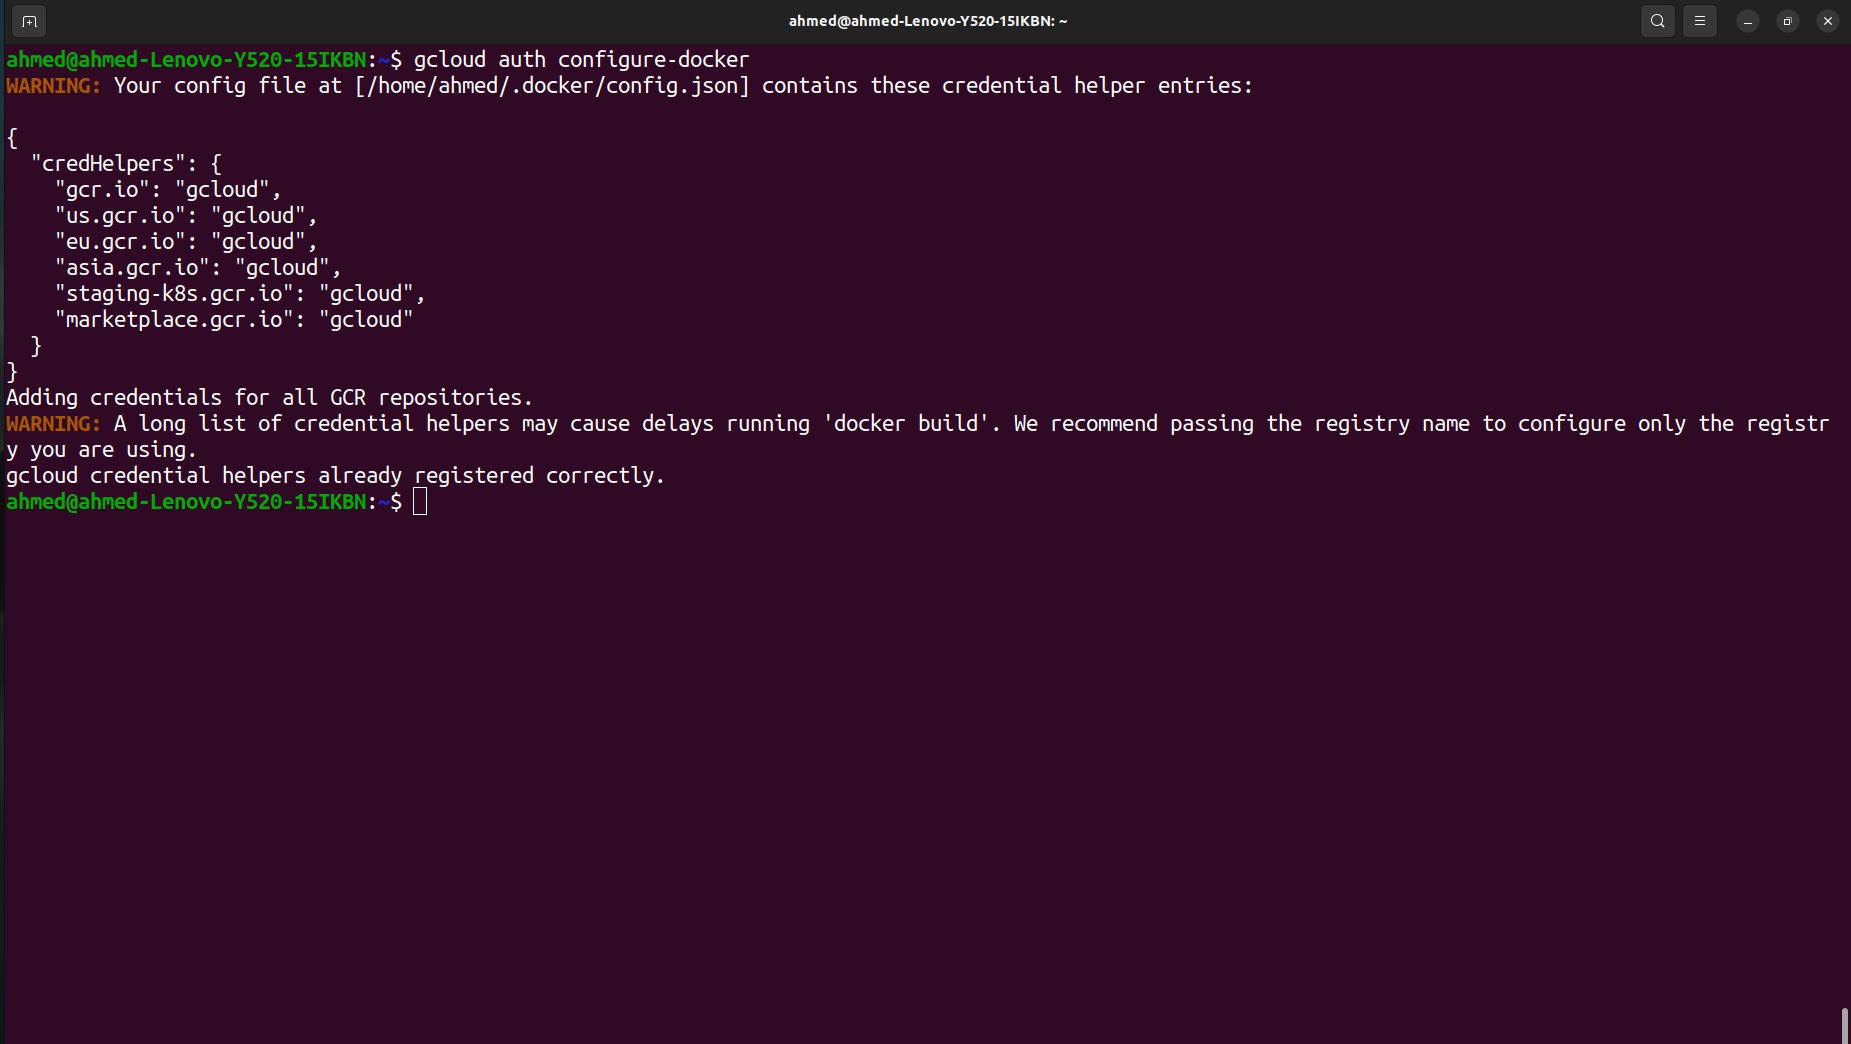 ahmed@ahmed-Lenovo-Y520-15IKBN: ~
ahmed@ahmed-Lenovo-Y520-15IKBN:~$ gcloud auth configure-docker
WARNING: Your config file at [/home/ahmed/.docker/config.json] contains these credential helper entries:

{
  "credHelpers": {
    "gcr.io": "gcloud",
    "us.gcr.io": "gcloud",
    "eu.gcr.io": "gcloud",
    "asia.gcr.io": "gcloud",
    "staging-k8s.gcr.io": "gcloud",
    "marketplace.gcr.io": "gcloud"
  }
}
Adding credentials for all GCR repositories.
WARNING: A long list of credential helpers may cause delays running 'docker build'. We recommend passing the registry name to configure only the registr
y you are using.
gcloud credential helpers already registered correctly.
ahmed@ahmed-Lenovo-Y520-15IKBN:~$